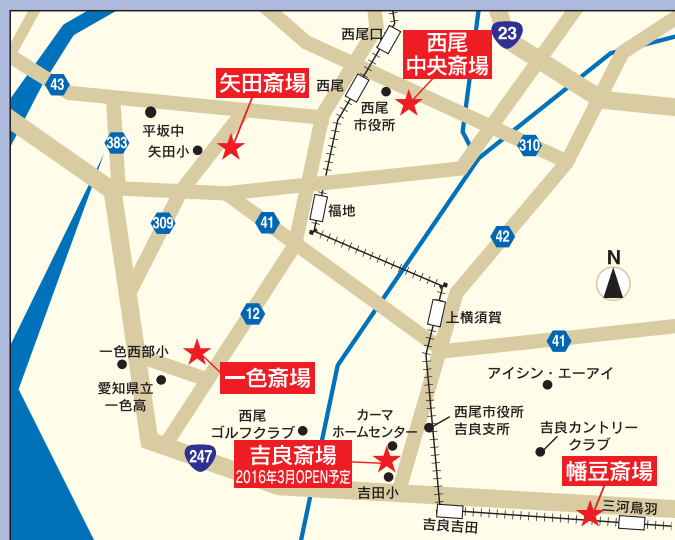 西尾口
23
西尾
中央斎場
43
矢田斎場
西尾
西尾
市役所
平坂中
383
矢田小
310
309
41
福地
42
N
12
上横須賀
41
一色西部小
アイシン・エーアイ
一色斎場
愛知県立
一色高
西尾
ゴルフクラブ
カーマ
ホームセンター
西尾市役所
吉良支所
吉良カントリー
クラブ
247
吉良斎場
2016年3月OPEN予定
幡豆斎場
吉田小
三河鳥羽
吉良吉田